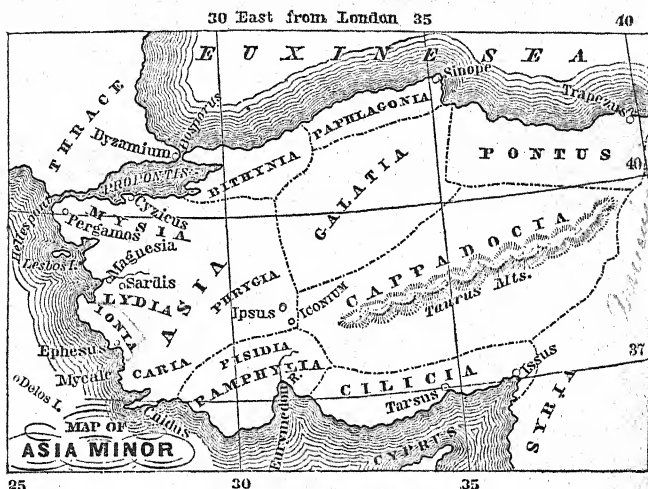 30 East from London 35 40
EUXINE SEA
THRACE
Sinope
Trapezus
Bosporus
PAPHLAGONIA
Byzamium
PONTUS
PROPONTIS
BITHYNIA
40
GALATIA
Hellespont
MYSIA
Cyzicus
Pergamos
CAPPADOCIA
Magnesia
Lesbos I.
Sardis
ASIA
PHRYGIA
Taurus Mts.
LYDIA
Ipsus
ICONIUM
IONIA
Ephesus
PISIDIA
37
Mycale
CARIA
PAMPHYLIA
CILICIA
Issus
Delos I.
Tarsus
Cnidus
Eurymedon R.
SYRIA
CYPRUS
MAP OF
ASIA MINOR
25 30 35